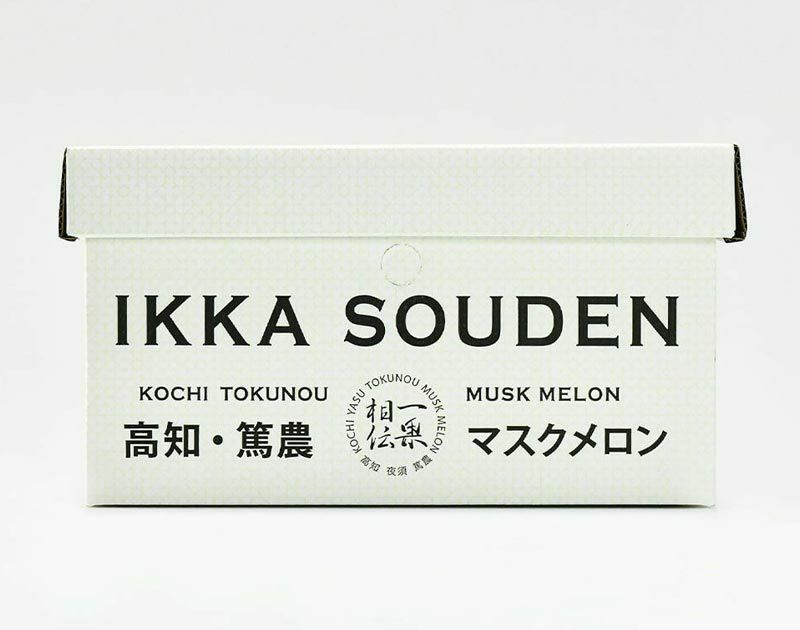 IKKA SOUDEN
KOCHI TOKUNOU
高知・篤農
KOCHI YASU TOKUNOU MUSK MELON
一果
相伝
高知 夜須 篤農
MUSK MELON
マスクメロン